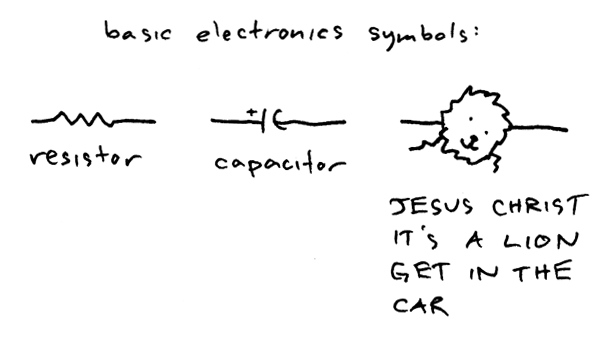 basic electronics symbols:
+
resistor
capacitor
JESUS CHRIST
IT'S A LION
GET IN THE
CAR